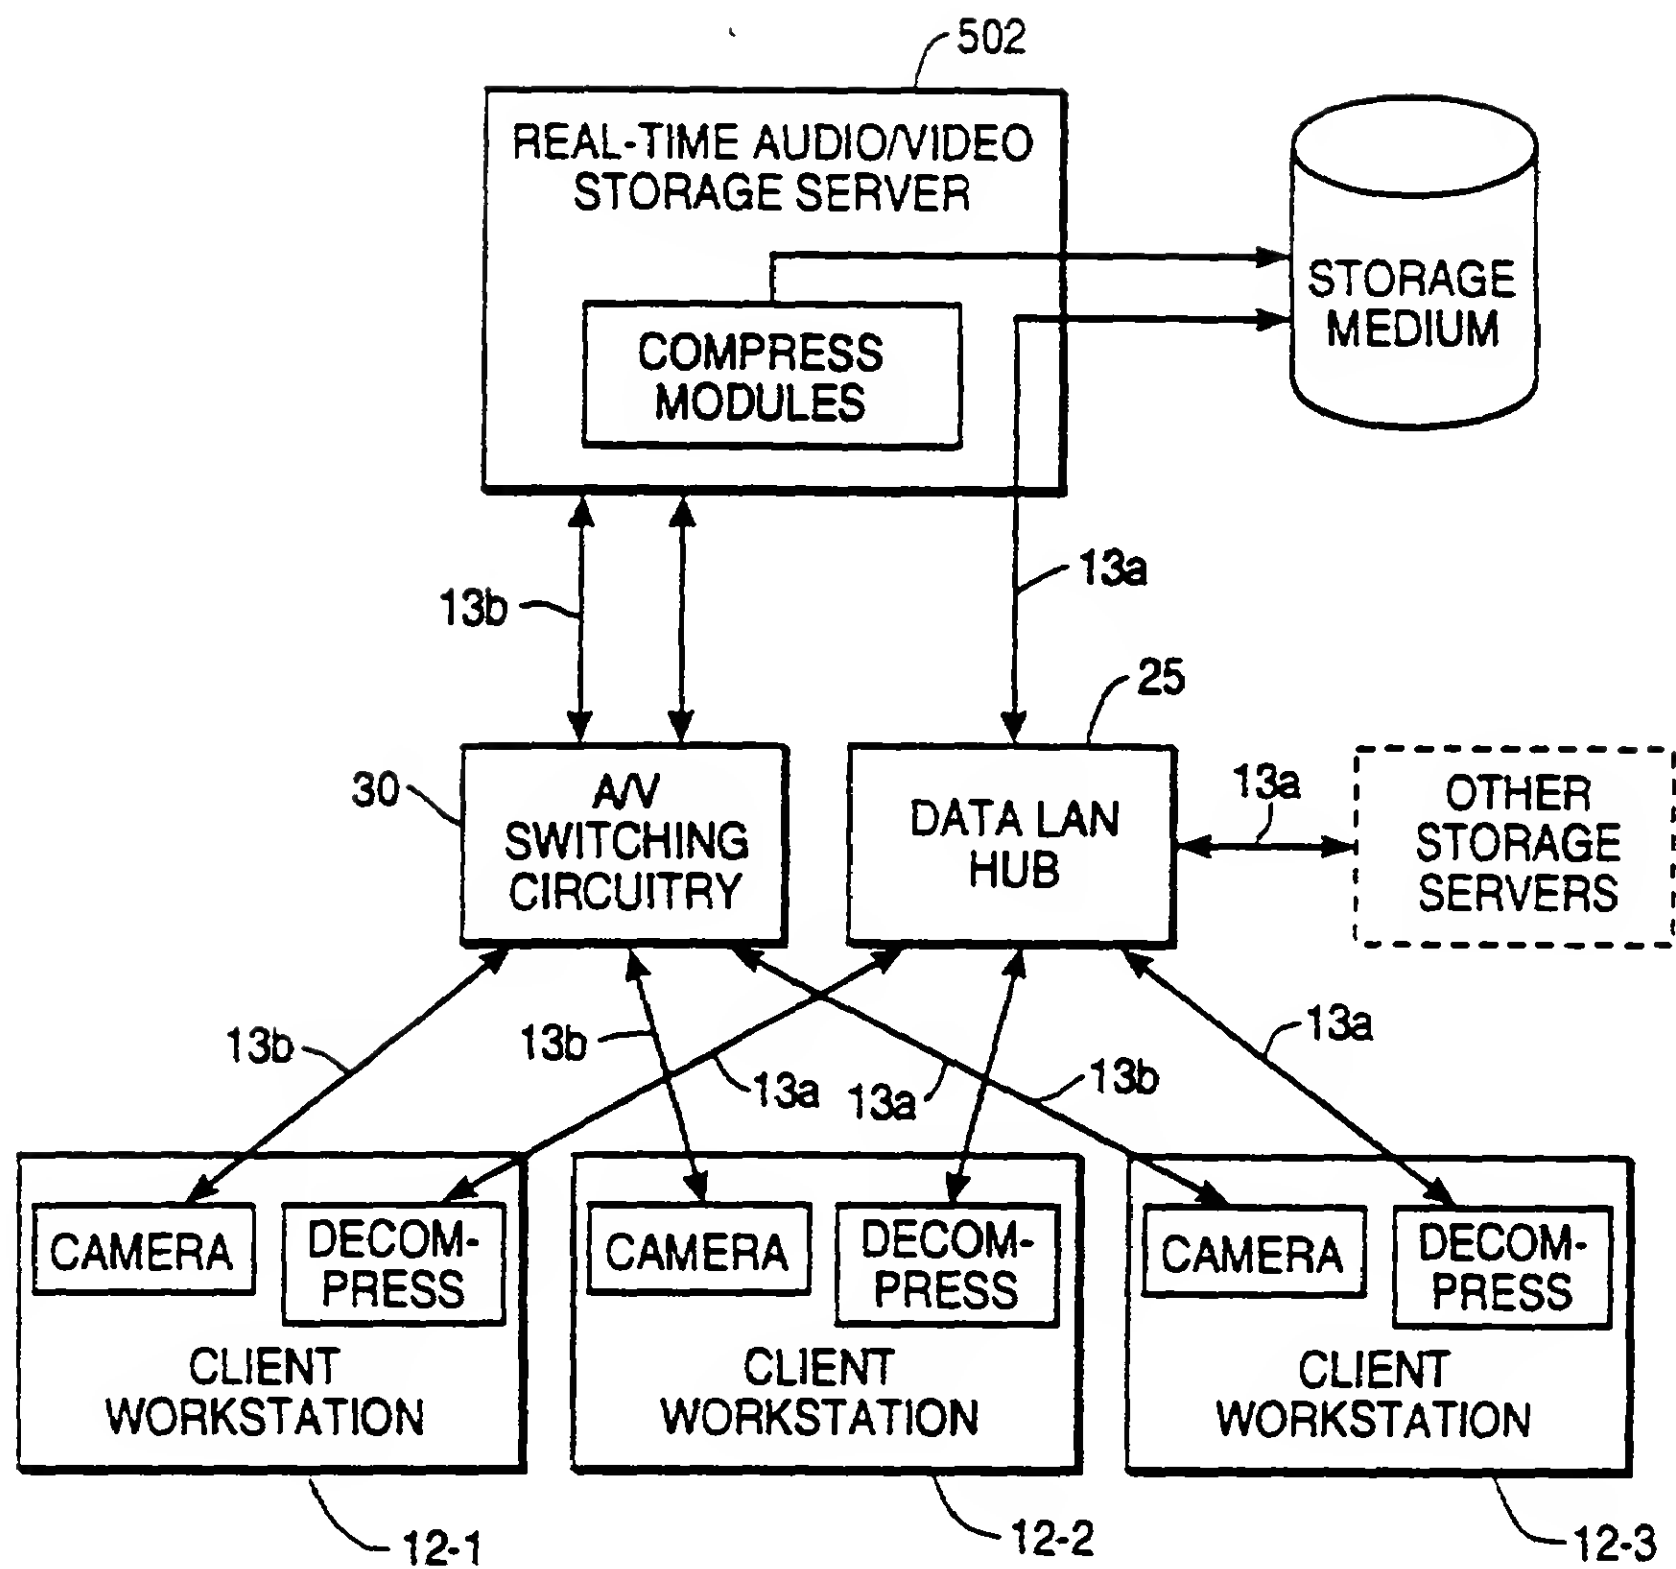 502
REAL-TIME AUDIO/VIDEO
STORAGE SERVER
STORAGE
MEDIUM
COMPRESS
MODULES
13b
13a
25
30
A/V
SWITCHING
CIRCUITRY
DATA LAN
HUB
13a
OTHER
STORAGE
SERVERS
13b
13b
13a
13a
13b
13a
CAMERA
DECOM-
PRESS
CLIENT
WORKSTATION
CAMERA
DECOM-
PRESS
CLIENT
WORKSTATION
CAMERA
DECOM-
PRESS
CLIENT
WORKSTATION
12-1
12-2
12-3